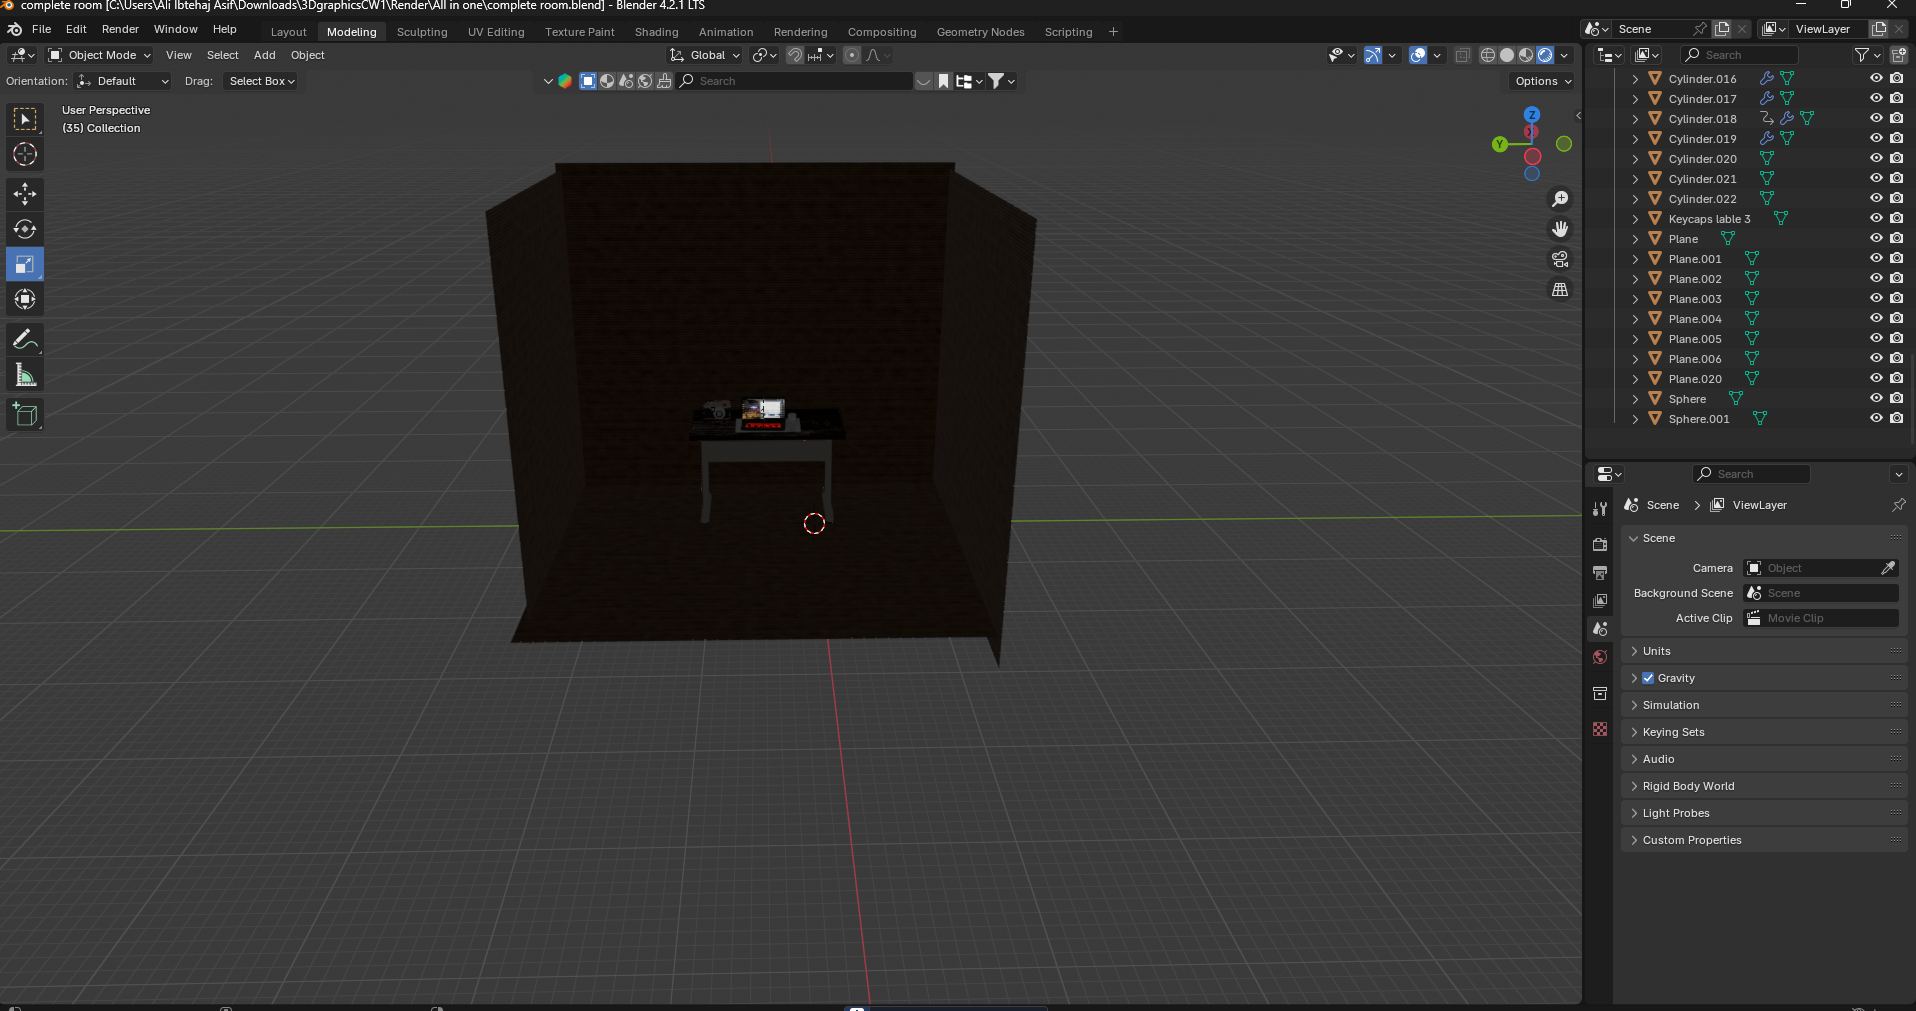 complete room [C:\Users\Ali Ibtehaj Asif\Downloads\3DgraphicsCW1\Render\All in one\complete room.blend] - Blender 4.2.1 LTS
File Edit Render Window Help Layout Modeling Sculpting UV Editing Texture Paint Shading Animation Rendering Compositing Geometry Nodes Scripting + Scene ViewLayer
Object Mode View Select Add Object Global Search
Orientation: Default Drag: Select Box Search Options
User Perspective
(35) Collection
Z
X
Y
Cylinder.016
Cylinder.017
Cylinder.018
Cylinder.019
Cylinder.020
Cylinder.021
Cylinder.022
Keycaps lable 3
Plane
Plane.001
Plane.002
Plane.003
Plane.004
Plane.005
Plane.006
Plane.020
Sphere
Sphere.001
Search
Scene > ViewLayer
Scene
Camera Object
Background Scene Scene
Active Clip Movie Clip
Units
Gravity
Simulation
Keying Sets
Audio
Rigid Body World
Light Probes
Custom Properties